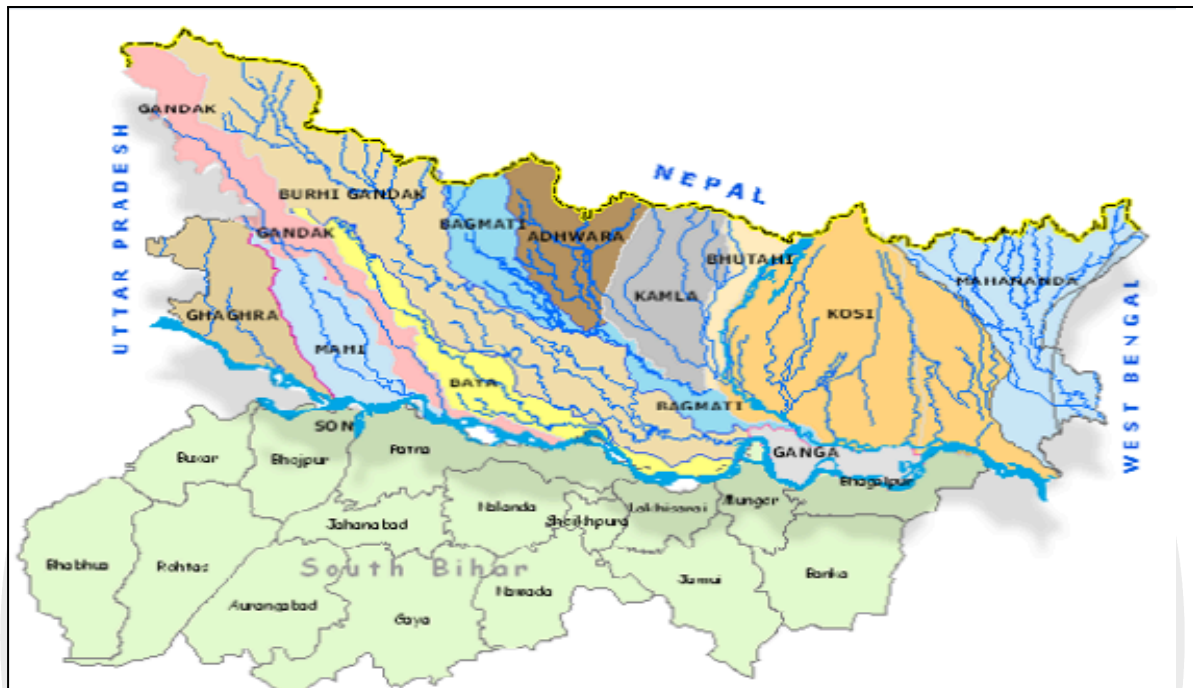 GANDAK
UTTAR PRADESH
NEPAL
BURHI GANDAK
GANDAK
BAGMATI
ADHWARA
BHUTAHI
MAHANANDA
KAMLA
KOSI
GHAGHRA
MAHI
BAYA
BAGMATI
WEST BENGAL
SON
GANGA
Buxar
Bhojpur
Patna
Bhagalpur
Nalanda
Lakhisarai
Munger
Jahanabad
Sheikhpura
Bhabhua
Rohtas
South Bihar
Jamui
Banka
Aurangabad
Nawada
Gaya